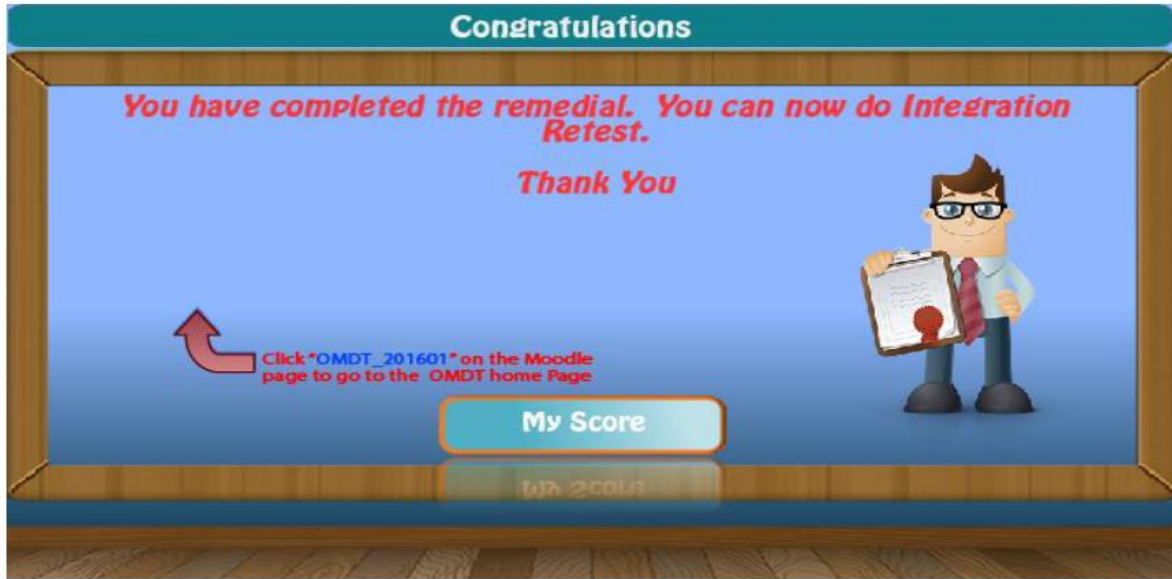 Congratulations
You have completed the remedial. You can now do Integration
Retest.
Thank You
Click "OMDT_201601" on the Moodle
page to go to the OMDT home Page
My Score